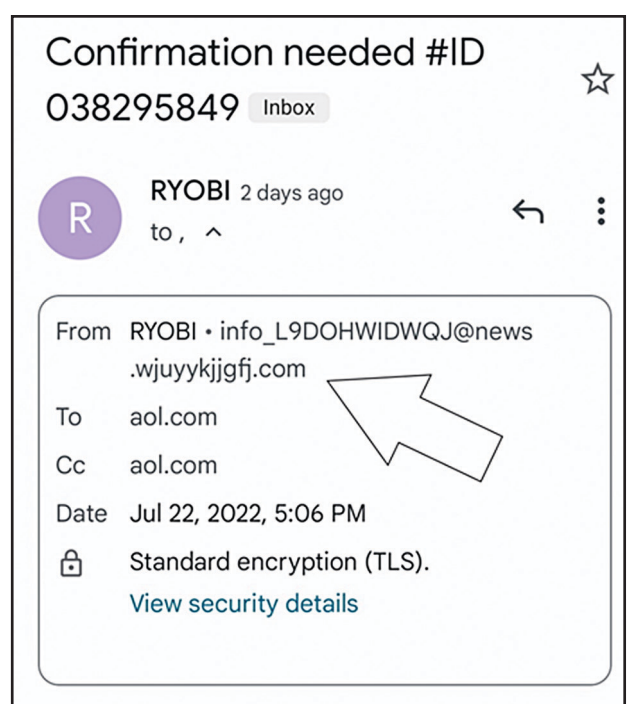 Confirmation needed #ID
038295849 Inbox
R
RYOBI 2 days ago
to ,
From RYOBI • info_L9DOHWIDWQJ@news
.wjuyykjjgfj.com
To aol.com
Cc aol.com
Date Jul 22, 2022, 5:06 PM
Standard encryption (TLS).
View security details